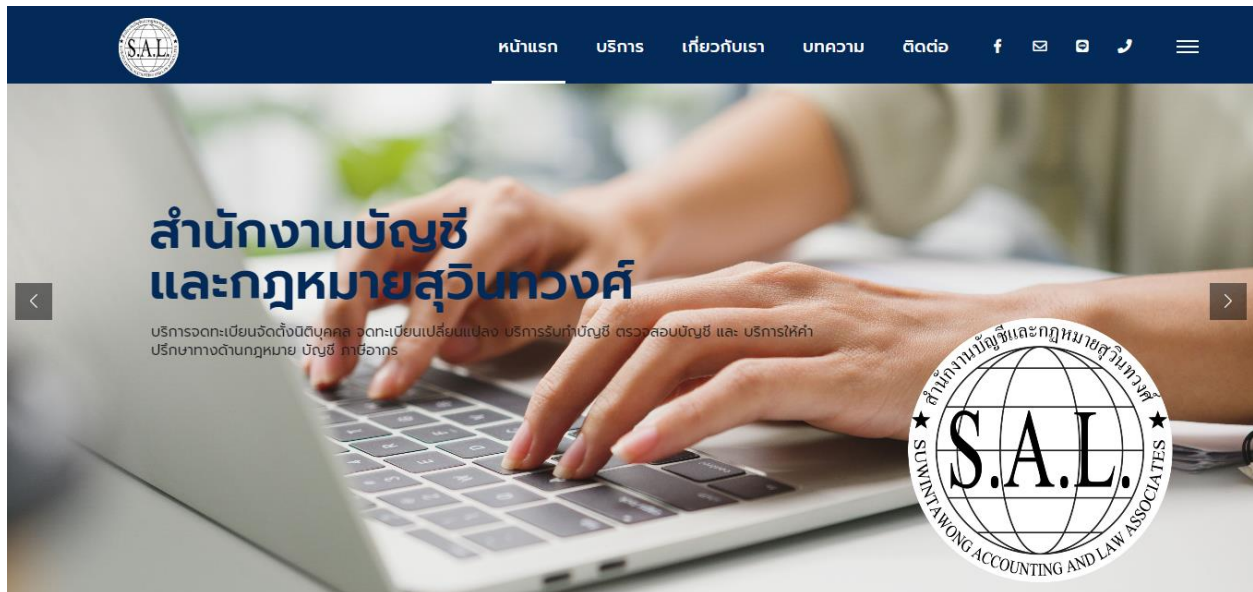 S.A.L.
หน้าแรก บริการ เกี่ยวกับเรา บทความ ติดต่อ
สำนักงานบัญชี
และกฎหมายสุวินทวงศ์
บริการจดทะเบียนจัดตั้งนิติบุคคล จดทะเบียนเปลี่ยนแปลง บริการรับทำบัญชี ตรวจสอบบัญชี และ บริการให้คำ
ปรึกษาทางด้านกฎหมาย บัญชี ภาษีอากร
สำนักงานบัญชีและกฎหมายสุวินทวงศ์
S.A.L.
SUWINTAWONG ACCOUNTING AND LAW ASSOCIATES